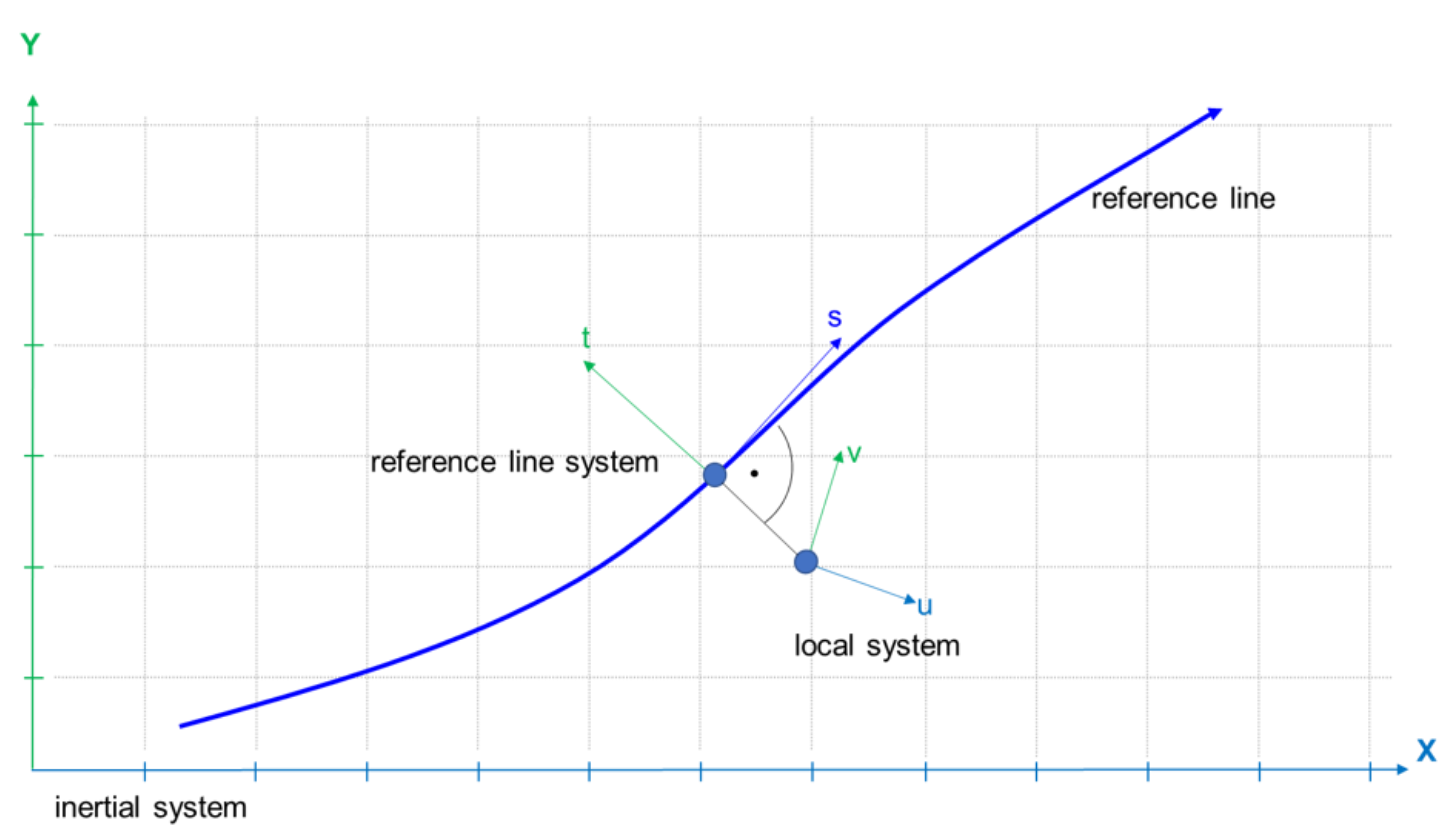 Y
reference line
s
t
reference line system
v
u
local system
X
inertial system